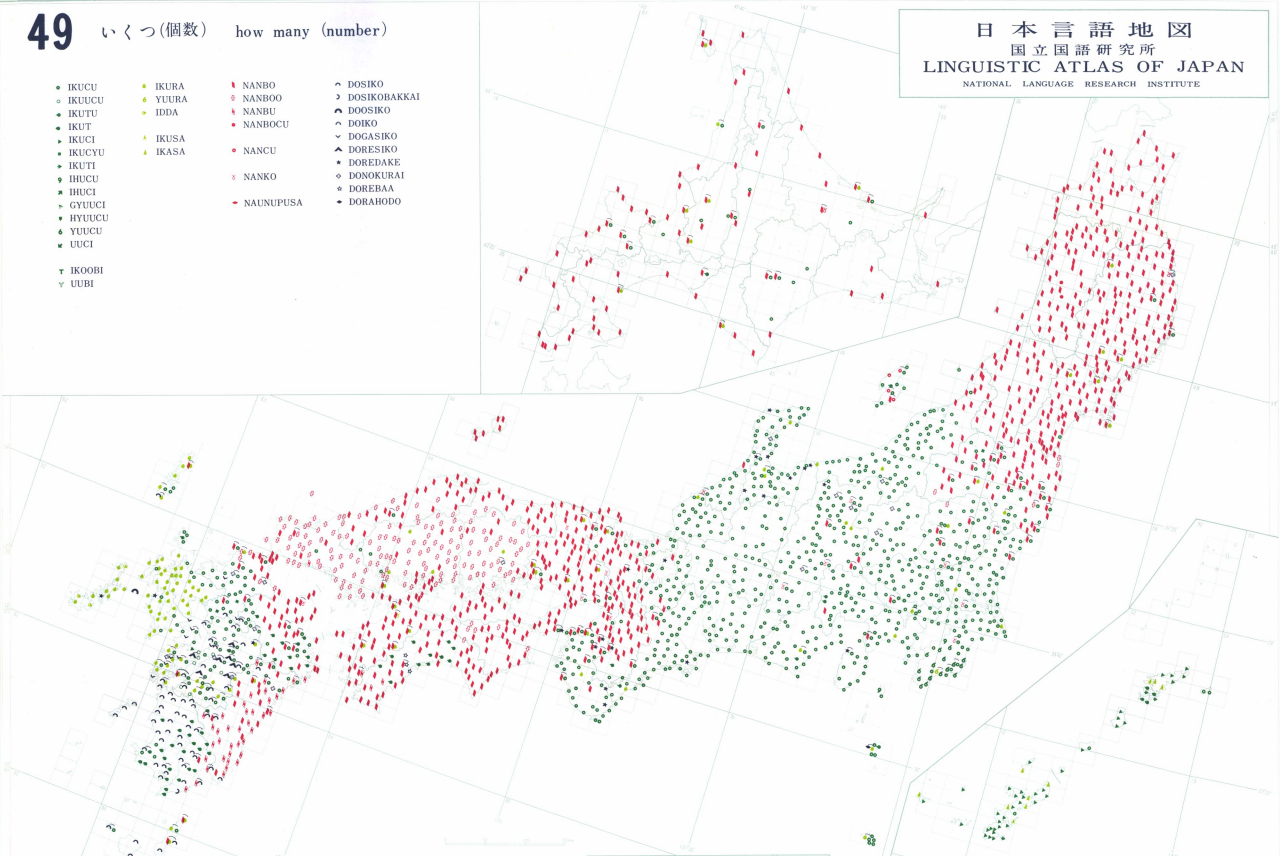 49 いくつ(個数) how many (number)
日本言語地図
国立国語研究所
LINGUISTIC ATLAS OF JAPAN
NATIONAL LANGUAGE RESEARCH INSTITUTE
IKUCU
IKUUCU
IKUTU
IKUT
IKUCI
IKUCYU
IKUTI
IHUCU
IHUCI
GYUUCI
HYUUCU
YUUCU
UUCI
IKOOBI
UUBI
IKURA
YUURA
IDDA
IKUSA
IKASA
NANBO
NANBOO
NANBU
NANBOCU
NANCU
NANKO
NAUNUPUSA
DOSIKO
DOSIKOBAKKAI
DOOSIKO
DOIKO
DOGASIKO
DORESIKO
DOREDAKE
DONOKURAI
DOREBAA
DORAHODO